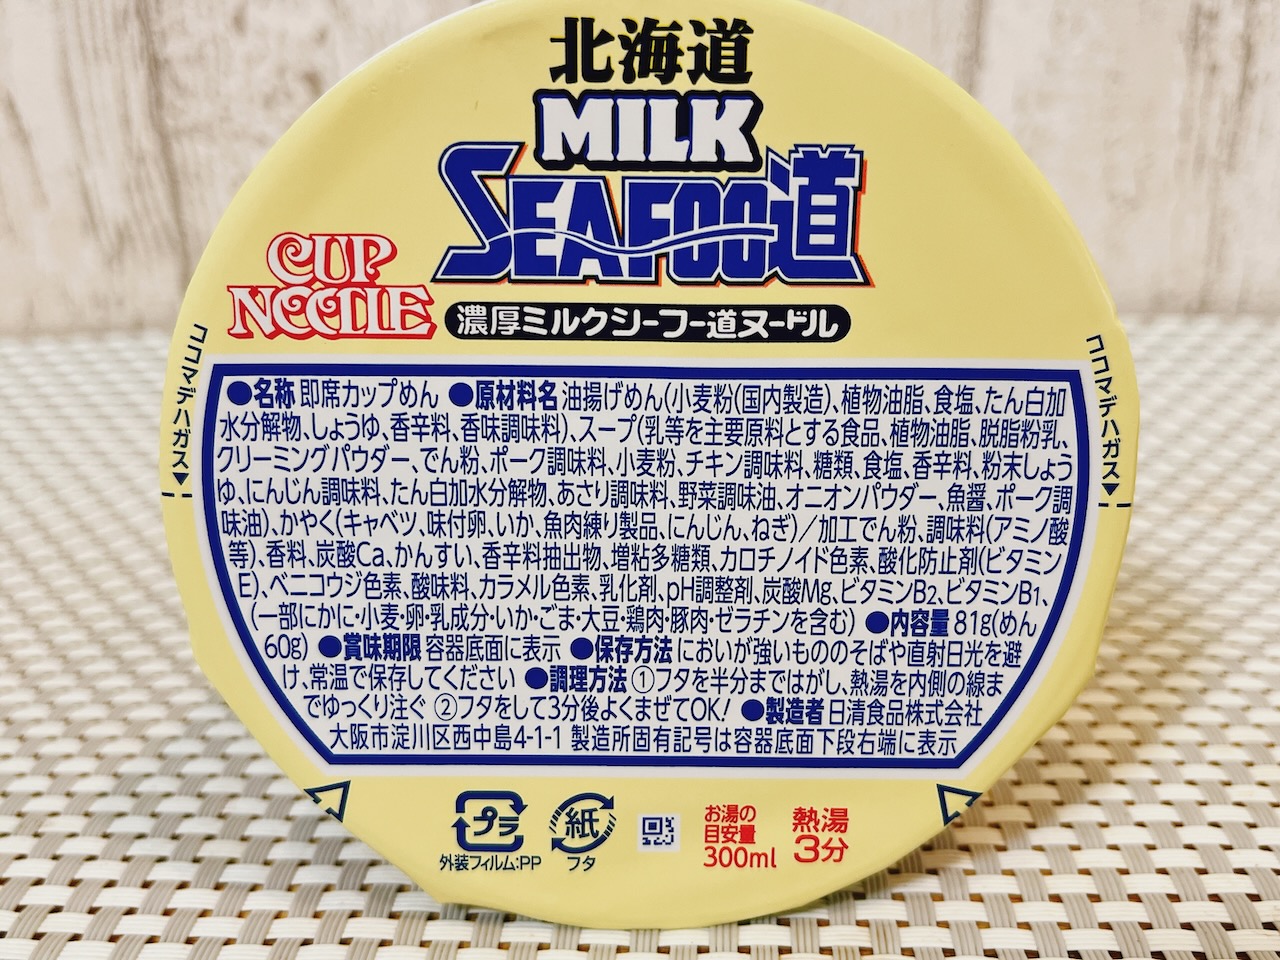 北海道
MILK
SEAFOO道
CUP
NOODLE
濃厚ミルクシーフー道ヌードル
ココマデハガス▼
ココマデハガス▼
●名称 即席カップめん ●原材料名 油揚げめん(小麦粉(国内製造)、植物油脂、食塩、たん白加
水分解物、しょうゆ、香辛料、香味調味料)、スープ(乳等を主要原料とする食品、植物油脂、脱脂粉乳、
クリーミングパウダー、でん粉、ポーク調味料、小麦粉、チキン調味料、糖類、食塩、香辛料、粉末しょう
ゆ、にんじん調味料、たん白加水分解物、あさり調味料、野菜調味油、オニオンパウダー、魚醤、ポーク調
味油)、かやく(キャベツ、味付卵、いか、魚肉練り製品、にんじん、ねぎ)／加工でん粉、調味料(アミノ酸
等)、香料、炭酸Ca、かんすい、香辛料抽出物、増粘多糖類、カロチノイド色素、酸化防止剤(ビタミン
E)、ベニコウジ色素、酸味料、カラメル色素、乳化剤、pH調整剤、炭酸Mg、ビタミンB2、ビタミンB1、
(一部にかに・小麦・卵・乳成分・いか・ごま・大豆・鶏肉・豚肉・ゼラチンを含む) ●内容量 81g(めん
60g) ●賞味期限 容器底面に表示 ●保存方法 においが強いもののそばや直射日光を避
け、常温で保存してください ●調理方法 ①フタを半分まではがし、熱湯を内側の線ま
でゆっくり注ぐ ②フタをして3分後よくまぜてOK! ●製造者 日清食品株式会社
大阪市淀川区西中島4-1-1 製造所固有記号は容器底面下段右端に表示
プラ
外装フィルム:PP
紙
フタ
お湯の
目安量
300ml
熱湯
3分